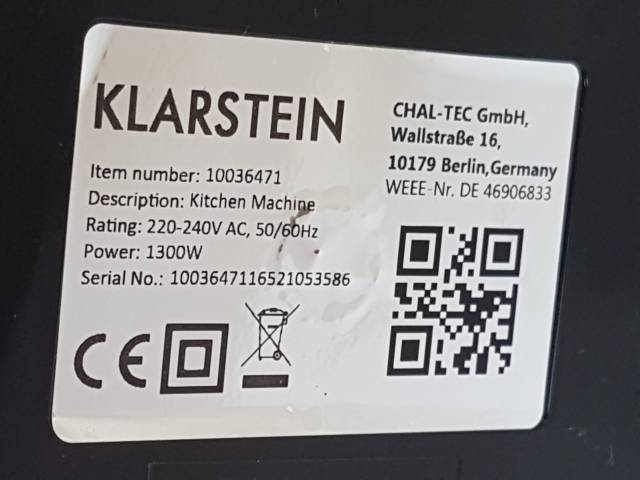 KLARSTEIN
Item number: 10036471
Description: Kitchen Machine
Rating: 220-240V AC, 50/60Hz
Power: 1300W
Serial No.: 1003647116521053586
CE
CHAL-TEC GmbH,
Wallstraße 16,
10179 Berlin,Germany
WEEE-Nr. DE 46906833